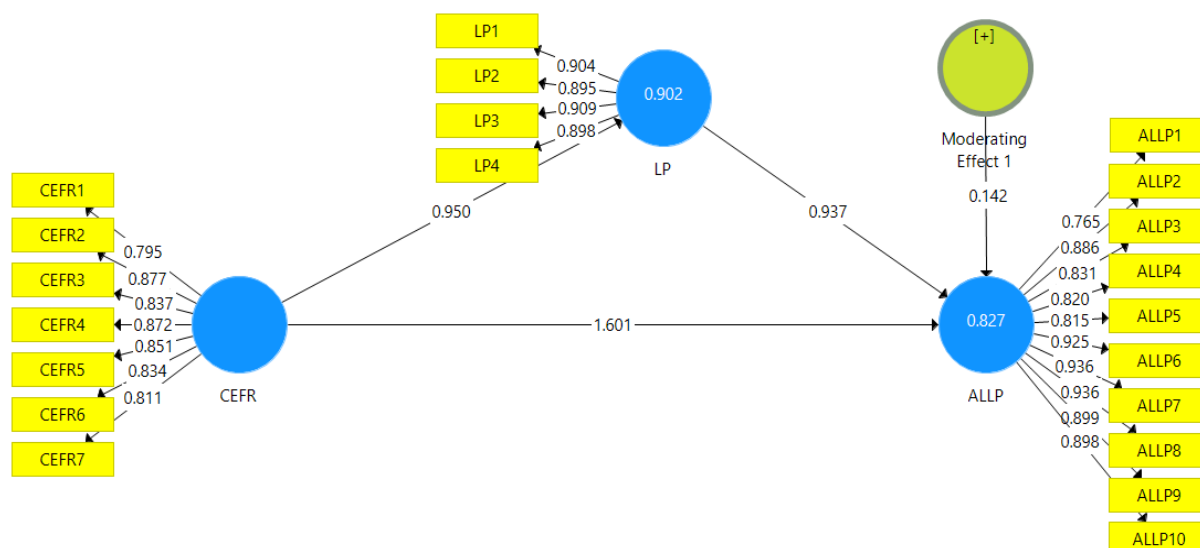 LP1
LP2
LP3
LP4
0.904
0.895
0.909
0.898
0.902
LP
[+]
Moderating
Effect 1
0.142
0.950
0.937
1.601
CEFR1
CEFR2
CEFR3
CEFR4
CEFR5
CEFR6
CEFR7
0.795
0.877
0.837
0.872
0.851
0.834
0.811
CEFR
0.827
ALLP
0.765
0.886
0.831
0.820
0.815
0.925
0.936
0.936
0.899
0.898
ALLP1
ALLP2
ALLP3
ALLP4
ALLP5
ALLP6
ALLP7
ALLP8
ALLP9
ALLP10